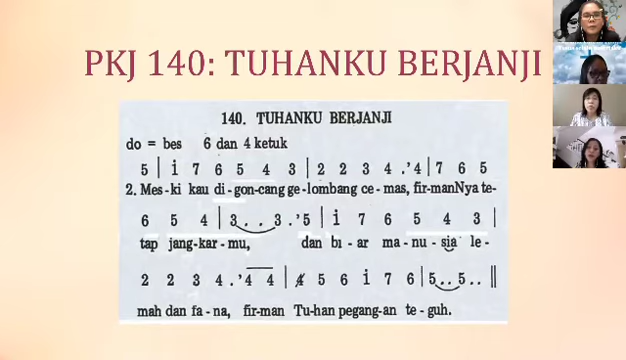 PKJ 140: TUHANKU BERJANJI
140. TUHANKU BERJANJI
do = bes 6 dan 4 ketuk
5 | i 7 6 5 4 3 | 2 2 3 4 .' 4 | 7 6 5
2. Mes-ki kau di-gon-cang ge-lombang ce-mas, fir-manNya te-
6 5 4 | 3 . . 3 .' 5 | i 7 6 5 4 3 |
tap jang-kar-mu, dan bi-ar ma-nu-sia le-
2 2 3 4 .' 4 4 | 4 5 6 i 7 6 | 5 . . 5 . . ||
mah dan fa-na, fir-man Tu-han pegang-an te-guh.